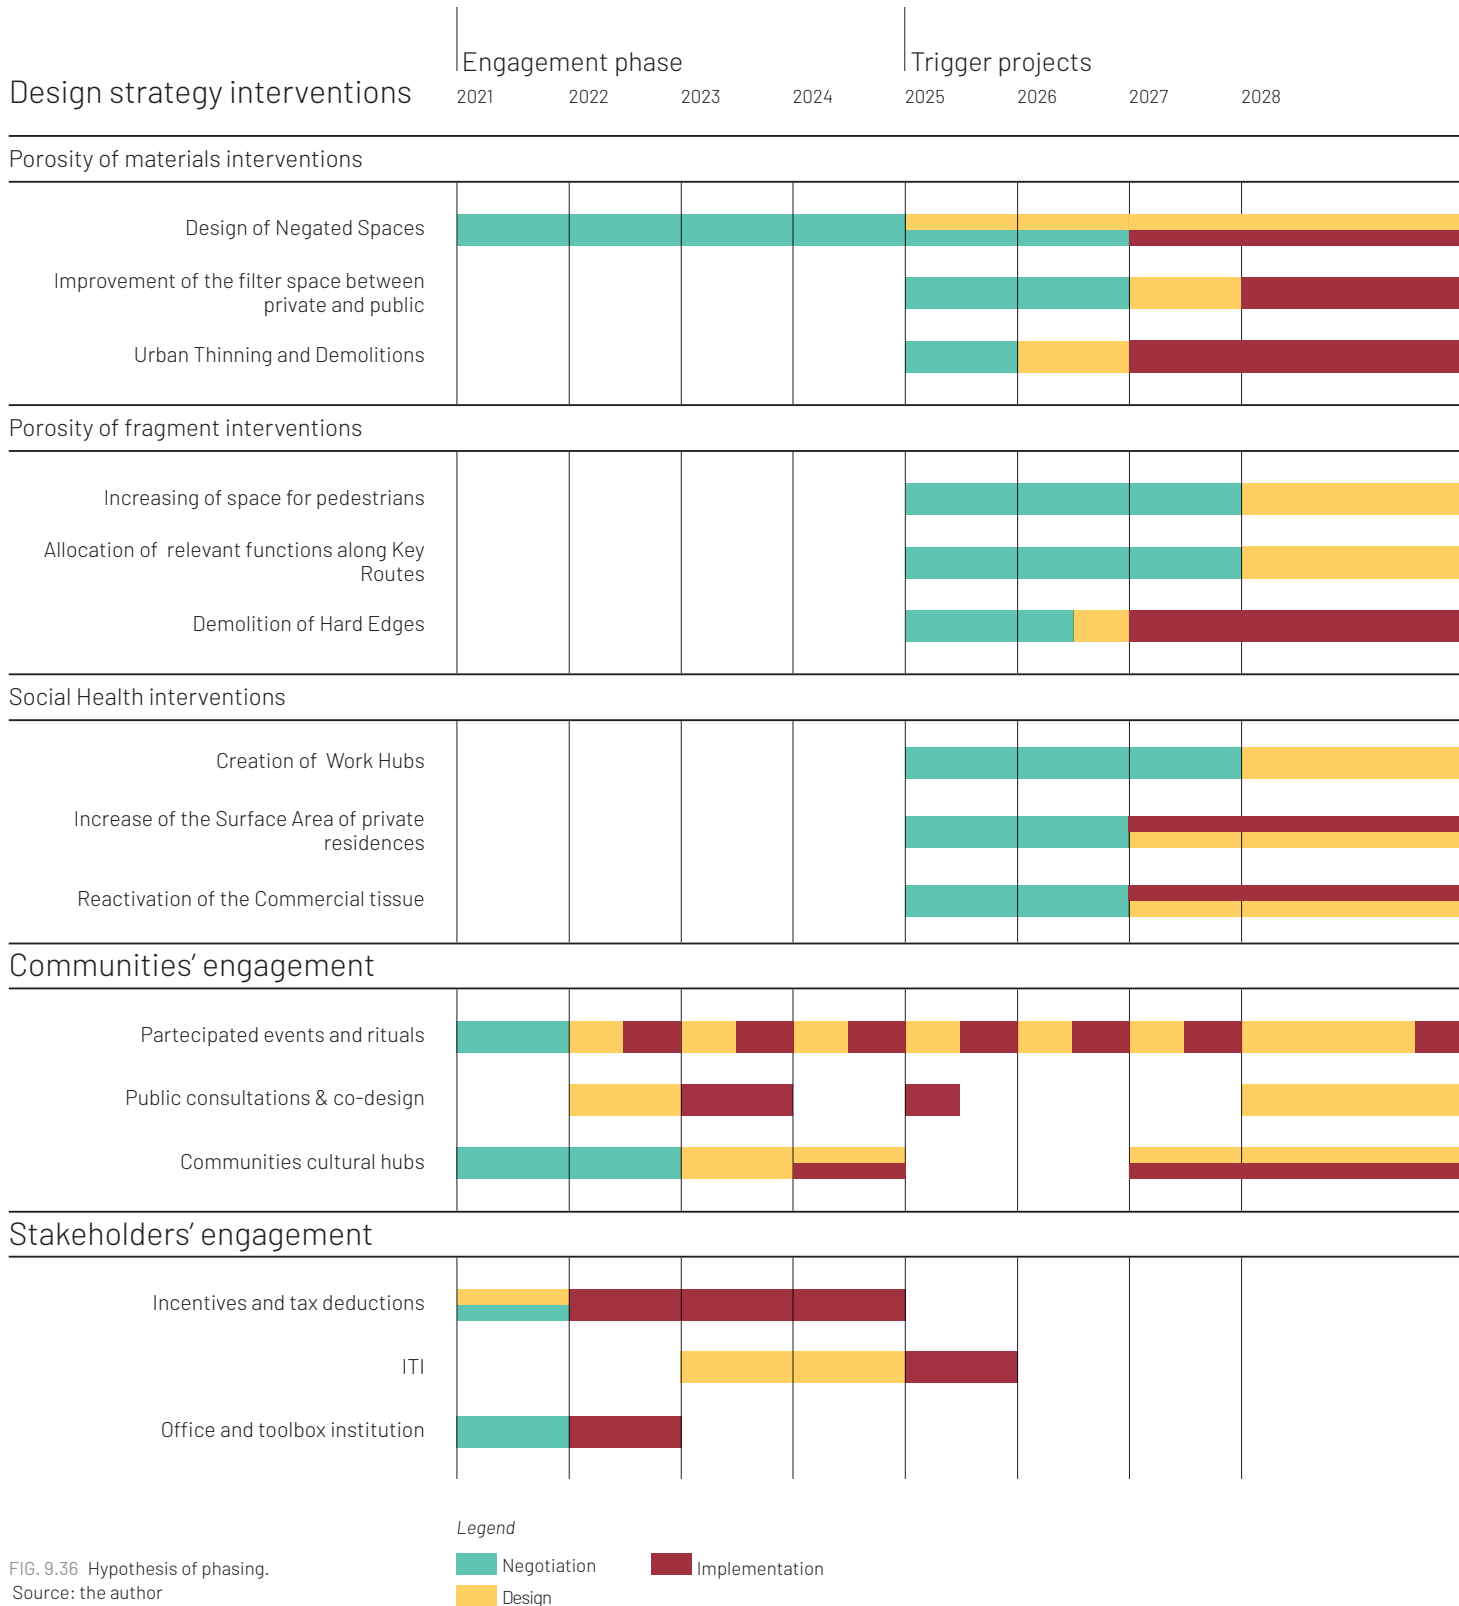 Engagement phase
Trigger projects
Design strategy interventions
2021 2022 2023 2024 2025 2026 2027 2028
Porosity of materials interventions
Design of Negated Spaces
Improvement of the filter space between
private and public
Urban Thinning and Demolitions
Porosity of fragment interventions
Increasing of space for pedestrians
Allocation of relevant functions along Key
Routes
Demolition of Hard Edges
Social Health interventions
Creation of Work Hubs
Increase of the Surface Area of private
residences
Reactivation of the Commercial tissue
Communities' engagement
Partecipated events and rituals
Public consultations & co-design
Communities cultural hubs
Stakeholders' engagement
Incentives and tax deductions
ITI
Office and toolbox institution
Legend
Negotiation
Implementation
Design
FIG. 9.36 Hypothesis of phasing.
Source: the author